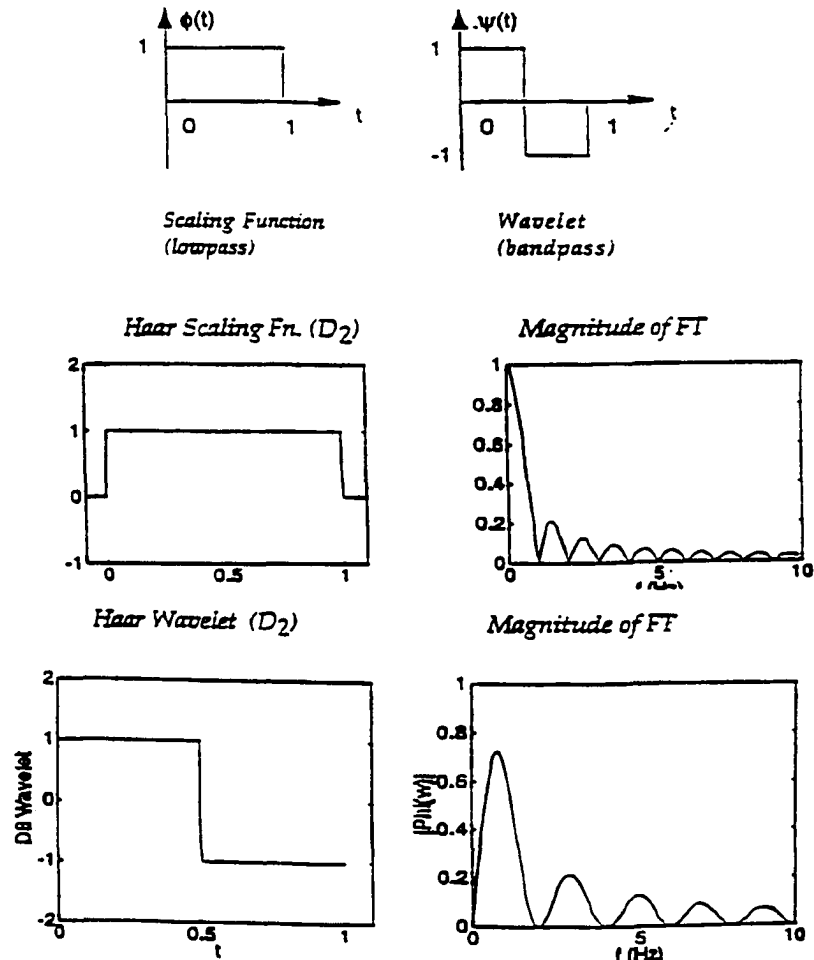 ϕ(t)
1
0
1
t
.ψ(t)
1
0
1
t
-1
Scaling Function
(lowpass)
Wavelet
(bandpass)
Haar Scaling Fn. (D2)
2
1
0
-1
0
0.5
1
Magnitude of FT
1
0.8
0.6
0.4
0.2
0
0
5
10
Haar Wavelet (D2)
2
1
0
-1
-2
D8 Wavelet
0
0.5
1
t
Magnitude of FT
1
0.8
0.6
0.4
0.2
0
|Phi(w)|
0
5
10
f (Hz)